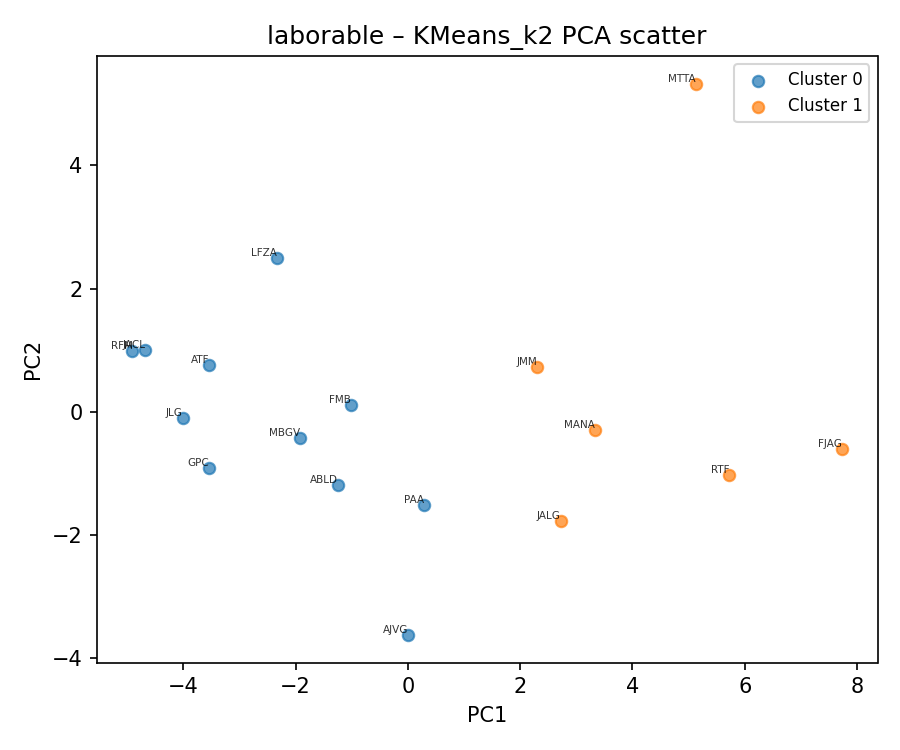 laborable – KMeans_k2 PCA scatter
MTTA
Cluster 0
Cluster 1
4
LFZA
2
ATF
JMM
FMB
0
JLG
MBGV
MANA
FJAG
GPC
RTF
ABLD
PAA
JALG
−2
AJVG
−4
−4 −2 0 2 4 6 8
PC1
PC2